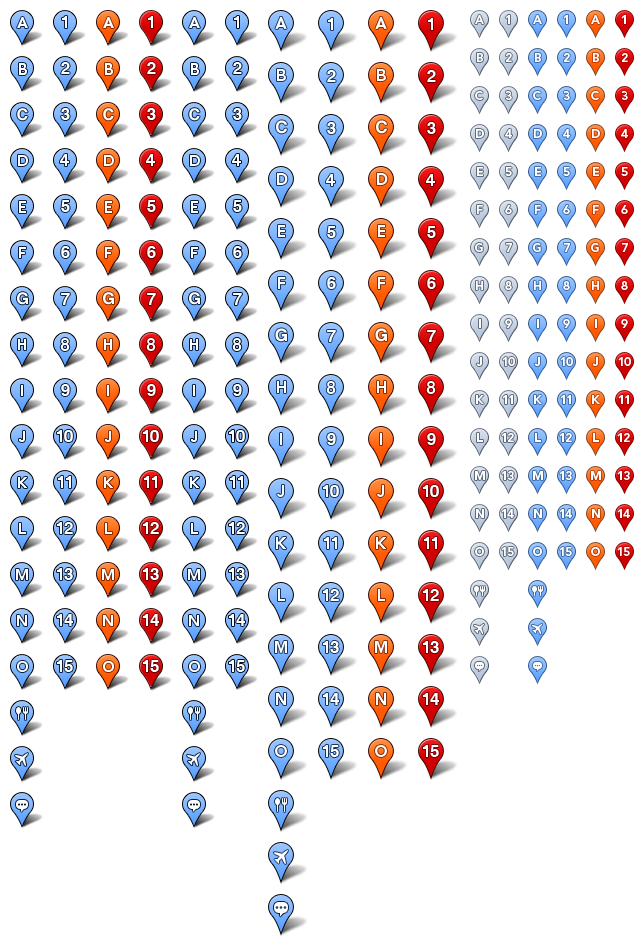 A 1 A 1 A 1 A 1 A 1 A 1 A 1 A 1
B 2 B 2 B 2 B 2 B 2 B 2 B 2 B 2
C 3 C 3 C 3 C 3 C 3 C 3 C 3 C 3
D 4 D 4 D 4 D 4 D 4 D 4 D 4 D 4
E 5 E 5 E 5 E 5 E 5 E 5 E 5 E 5
F 6 F 6 F 6 F 6 F 6 F 6 F 6 F 6
G 7 G 7 G 7 G 7 G 7 G 7 G 7 G 7
H 8 H 8 H 8 H 8 H 8 H 8 H 8 H 8
I 9 I 9 I 9 I 9 I 9 I 9 I 9 I 9
J 10 J 10 J 10 J 10 J 10 J 10 J 10 J 10
K 11 K 11 K 11 K 11 K 11 K 11 K 11 K 11
L 12 L 12 L 12 L 12 L 12 L 12 L 12 L 12
M 13 M 13 M 13 M 13 M 13 M 13 M 13 M 13
N 14 N 14 N 14 N 14 N 14 N 14 N 14 N 14
O 15 O 15 O 15 O 15 O 15 O 15 O 15 O 15